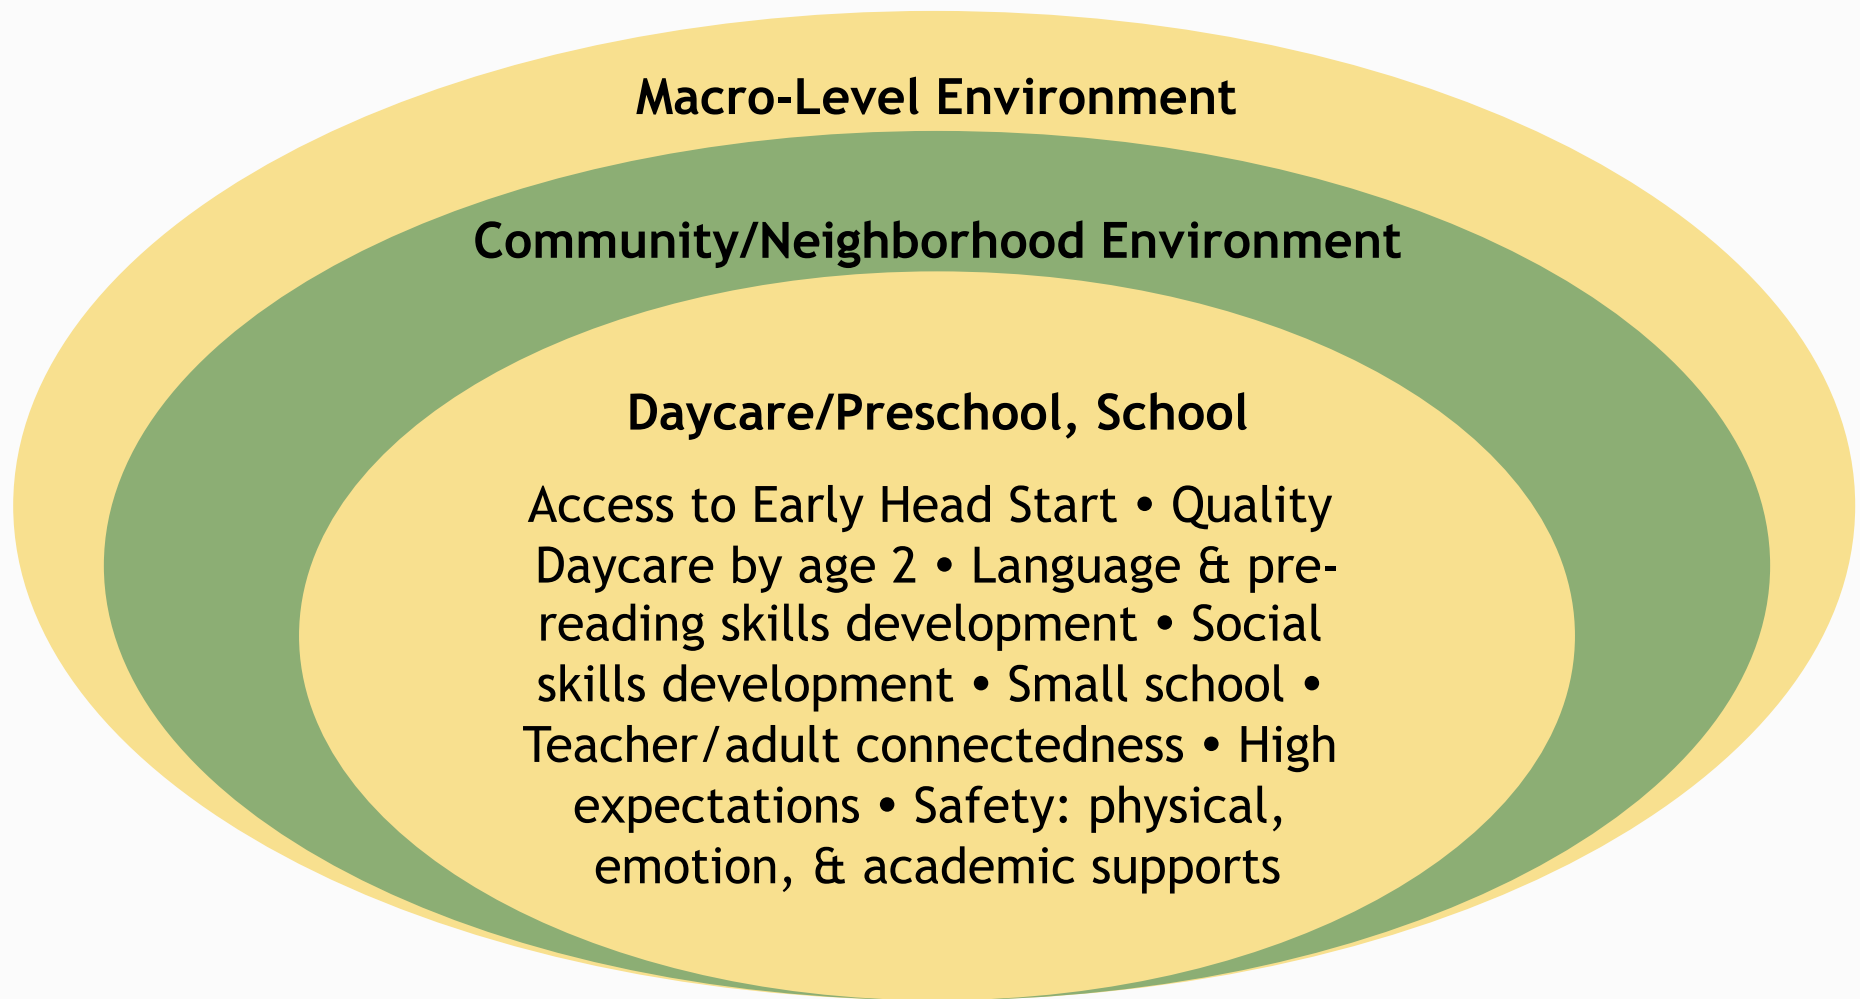 Macro-Level Environment
Community/Neighborhood Environment
Daycare/Preschool, School
Access to Early Head Start • Quality
Daycare by age 2 • Language & pre-
reading skills development • Social
skills development • Small school •
Teacher/adult connectedness • High
expectations • Safety: physical,
emotion, & academic supports